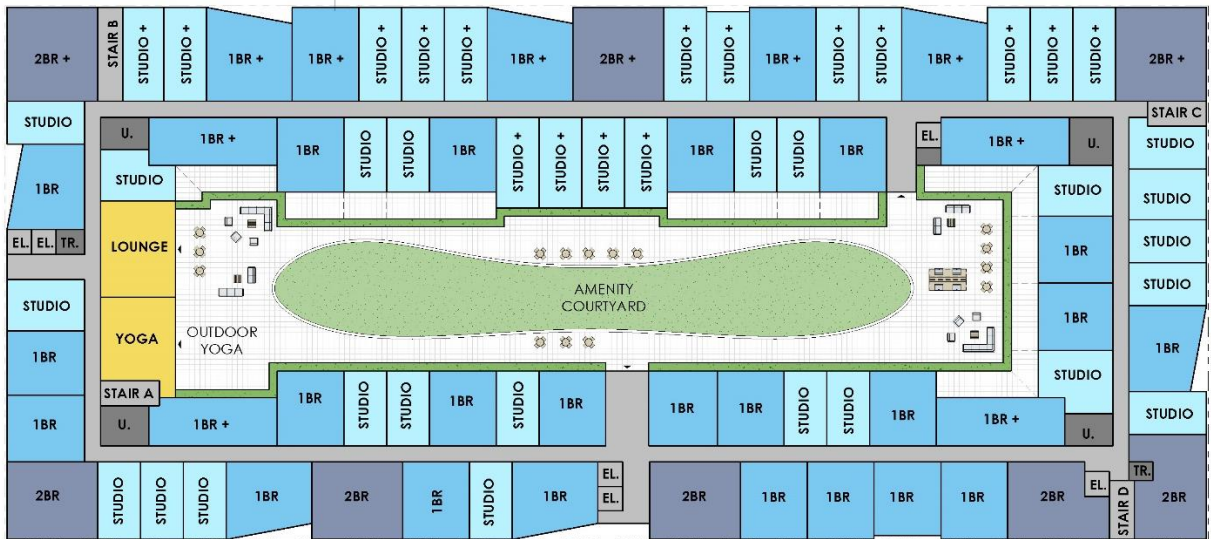 2BR +
STAIR B
STUDIO +
STUDIO +
1BR +
1BR +
STUDIO +
STUDIO +
STUDIO +
1BR +
2BR +
STUDIO +
STUDIO +
1BR +
STUDIO +
STUDIO +
1BR +
STUDIO +
STUDIO +
STUDIO +
2BR +
STUDIO
STAIR C
U.
1BR +
1BR
STUDIO
STUDIO
1BR
STUDIO +
STUDIO +
STUDIO +
STUDIO +
1BR
STUDIO
STUDIO
1BR
EL.
1BR +
U.
STUDIO
1BR
STUDIO
STUDIO
STUDIO
EL.
EL.
TR.
LOUNGE
1BR
STUDIO
STUDIO
STUDIO
AMENITY
COURTYARD
YOGA
OUTDOOR
YOGA
1BR
1BR
1BR
STUDIO
1BR
STAIR A
U.
1BR +
1BR
STUDIO
STUDIO
1BR
STUDIO
1BR
1BR
1BR
STUDIO
STUDIO
1BR
1BR +
U.
STUDIO
2BR
STUDIO
STUDIO
STUDIO
1BR
2BR
1BR
STUDIO
1BR
EL.
EL.
2BR
1BR
1BR
1BR
1BR
2BR
EL.
STAIR D
TR.
2BR